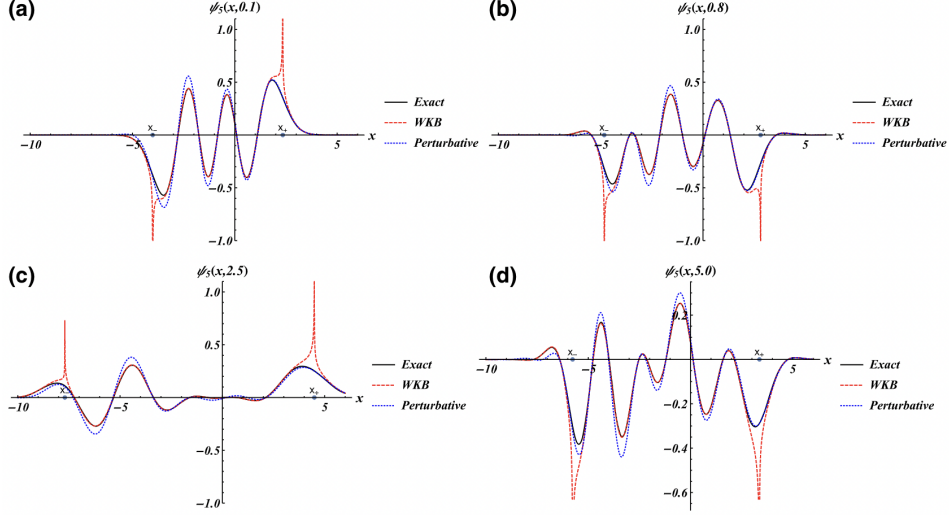 (a)
ψ5(x,0.1)
1.0
0.5
-0.5
-1.0
-10
-5
5
x
x-
x+
Exact
WKB
Perturbative
(b)
ψ5(x,0.8)
1.0
0.5
-0.5
-1.0
-10
-5
5
x
x-
x+
Exact
WKB
Perturbative
(c)
ψ5(x,2.5)
1.0
0.5
-0.5
-1.0
-10
-5
5
x
x-
x+
Exact
WKB
Perturbative
(d)
ψ5(x,5.0)
0.2
-0.2
-0.4
-0.6
-10
-5
5
x
x-
x+
Exact
WKB
Perturbative